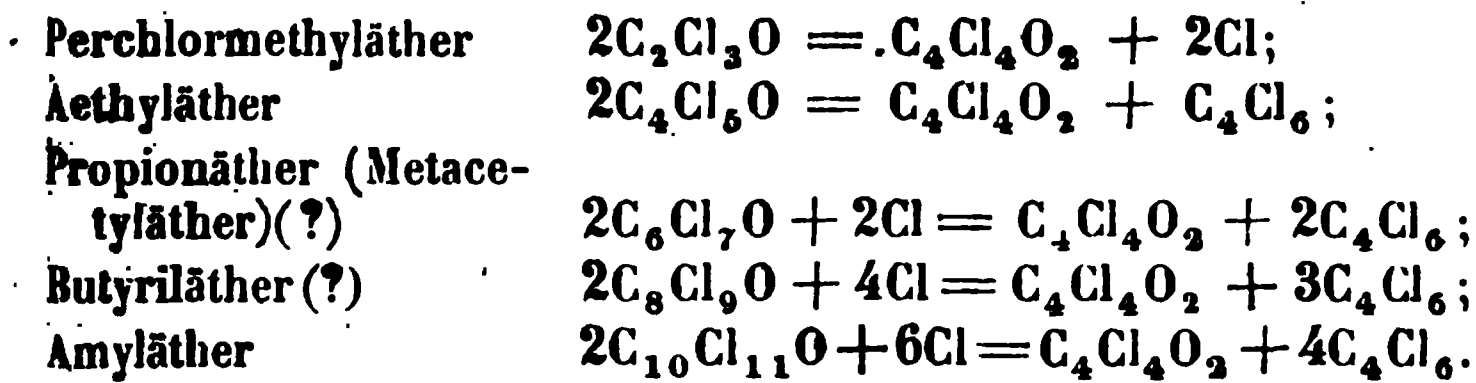 Perchlormethyläther 2C₂Cl₃O = C₄Cl₄O₂ + 2Cl;
Aethyläther 2C₄Cl₅O = C₄Cl₄O₂ + C₄Cl₆;
Propionäther (Metace-
tyläther)(?) 2C₆Cl₇O + 2Cl = C₄Cl₄O₂ + 2C₄Cl₆;
Butyriläther (?) 2C₈Cl₉O + 4Cl = C₄Cl₄O₂ + 3C₄Cl₆;
Amyläther 2C₁₀Cl₁₁O + 6Cl = C₄Cl₄O₂ + 4C₄Cl₆.